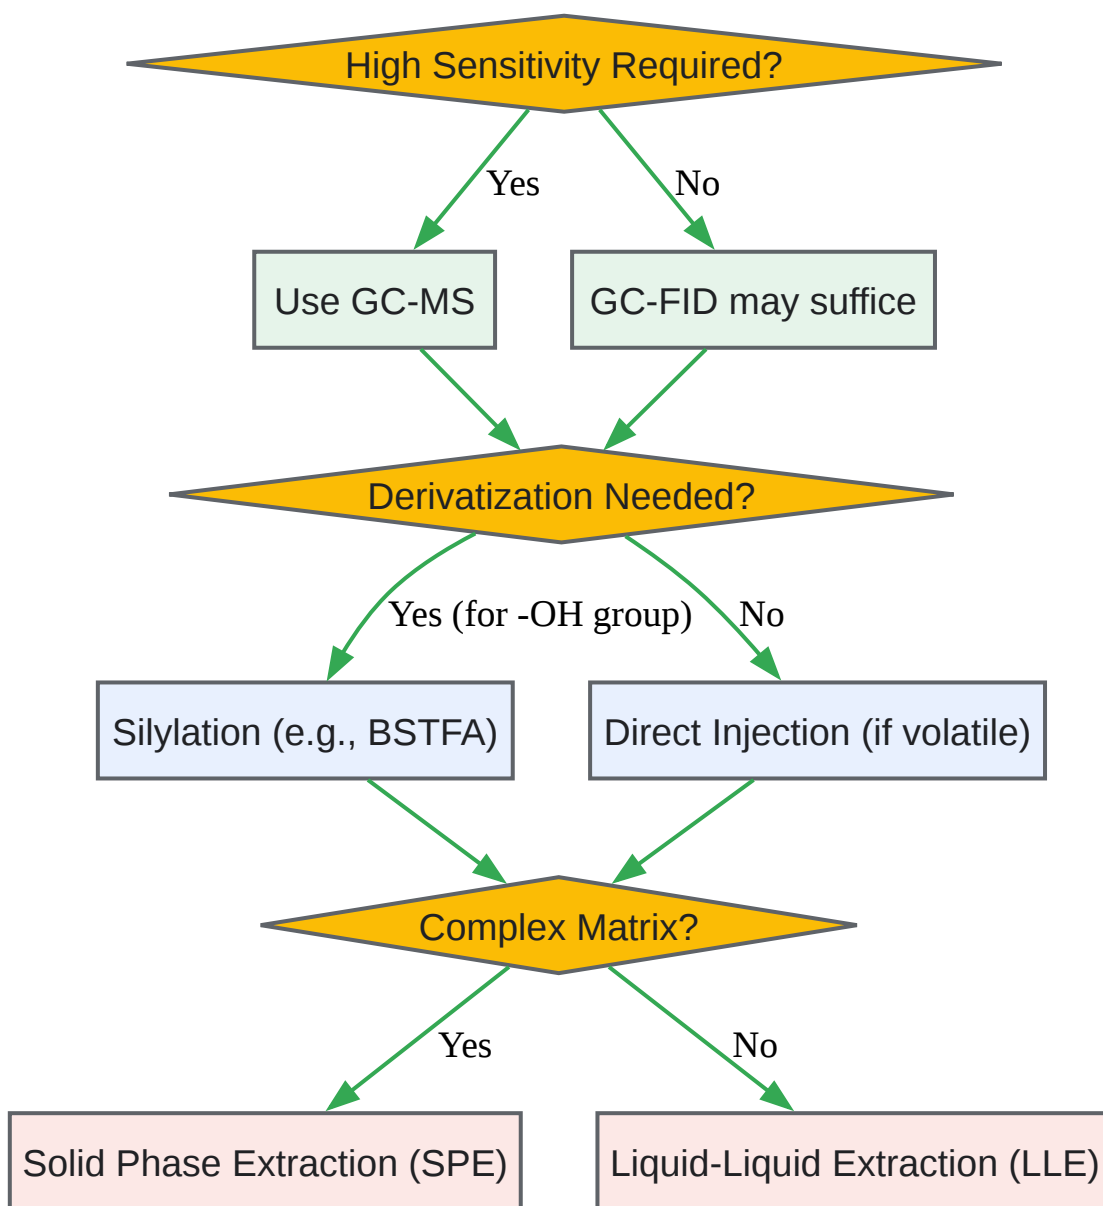 High Sensitivity Required?
Yes
No
Use GC-MS
GC-FID may suffice
Derivatization Needed?
Yes (for -OH group)
No
Silylation (e.g., BSTFA)
Direct Injection (if volatile)
Complex Matrix?
Yes
No
Solid Phase Extraction (SPE)
Liquid-Liquid Extraction (LLE)